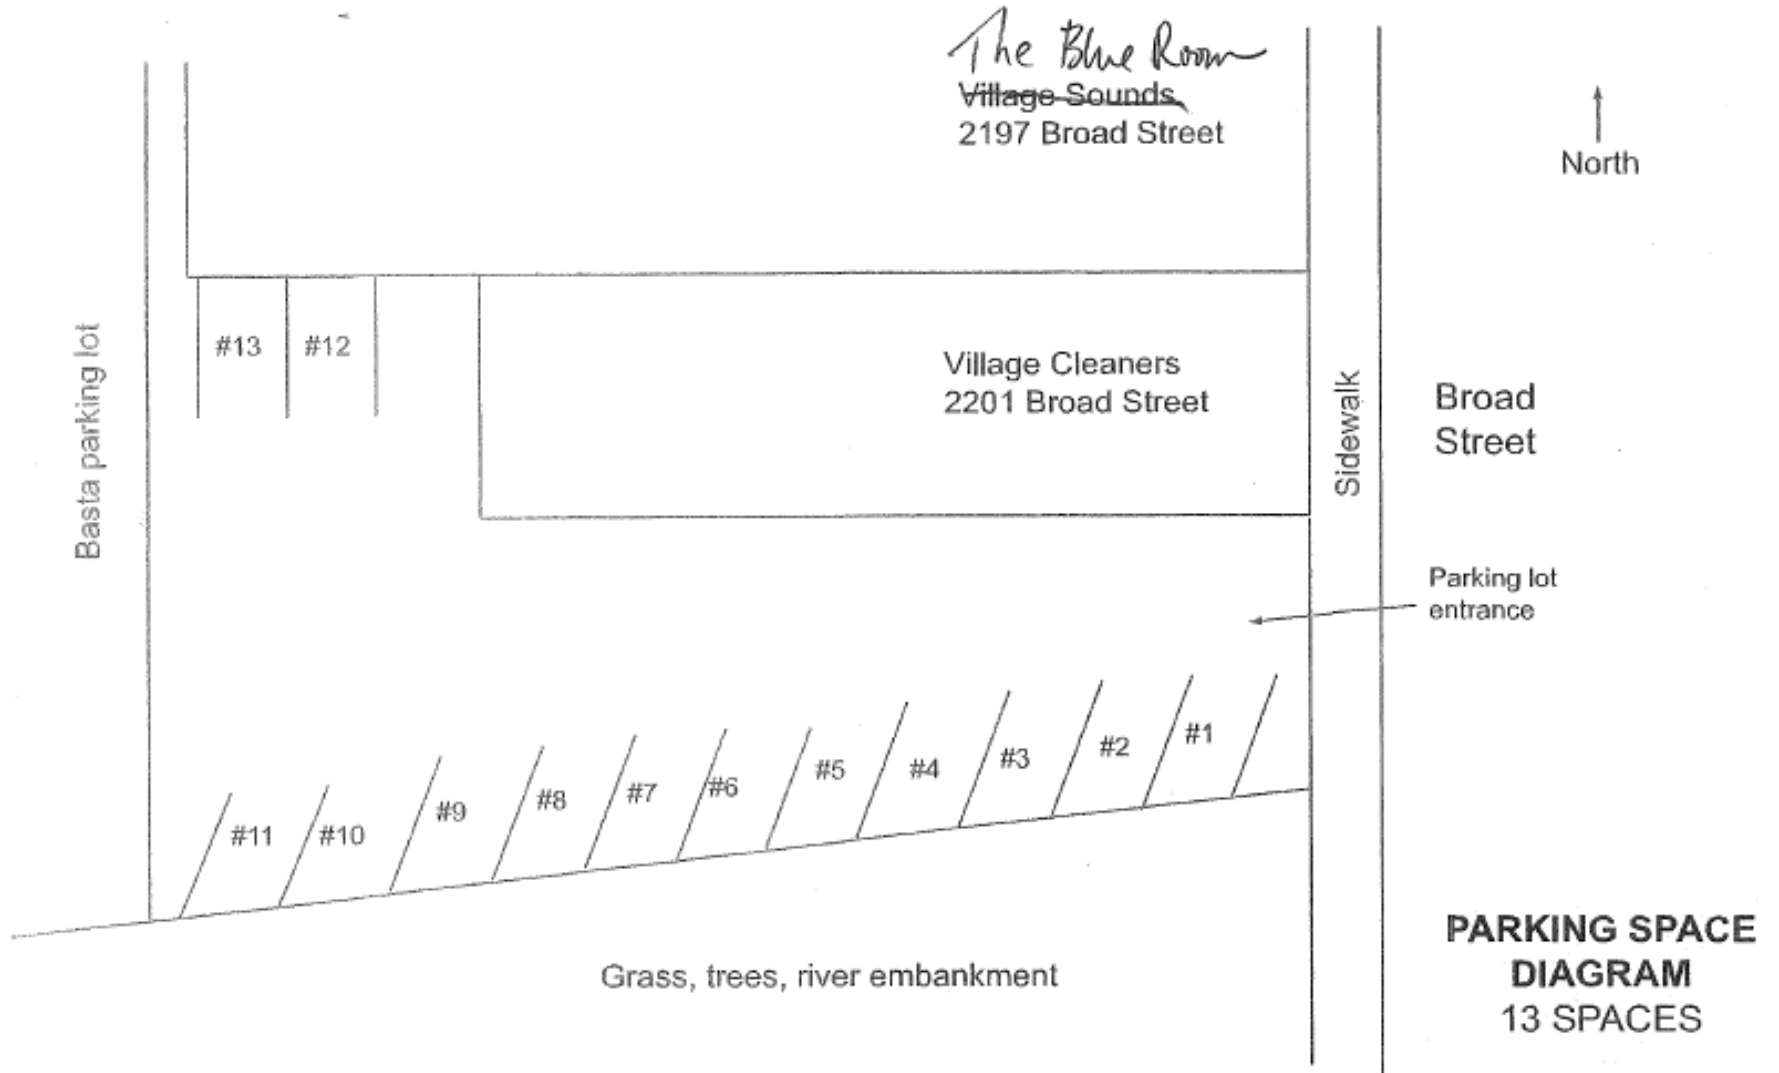 The Blue Room
Village Sounds
2197 Broad Street
North
#13
#12
Village Cleaners
2201 Broad Street
Basta parking lot
Sidewalk
Broad
Street
Parking lot
entrance
#11
#10
#9
#8
#7
#6
#5
#4
#3
#2
#1
Grass, trees, river embankment
PARKING SPACE
DIAGRAM
13 SPACES